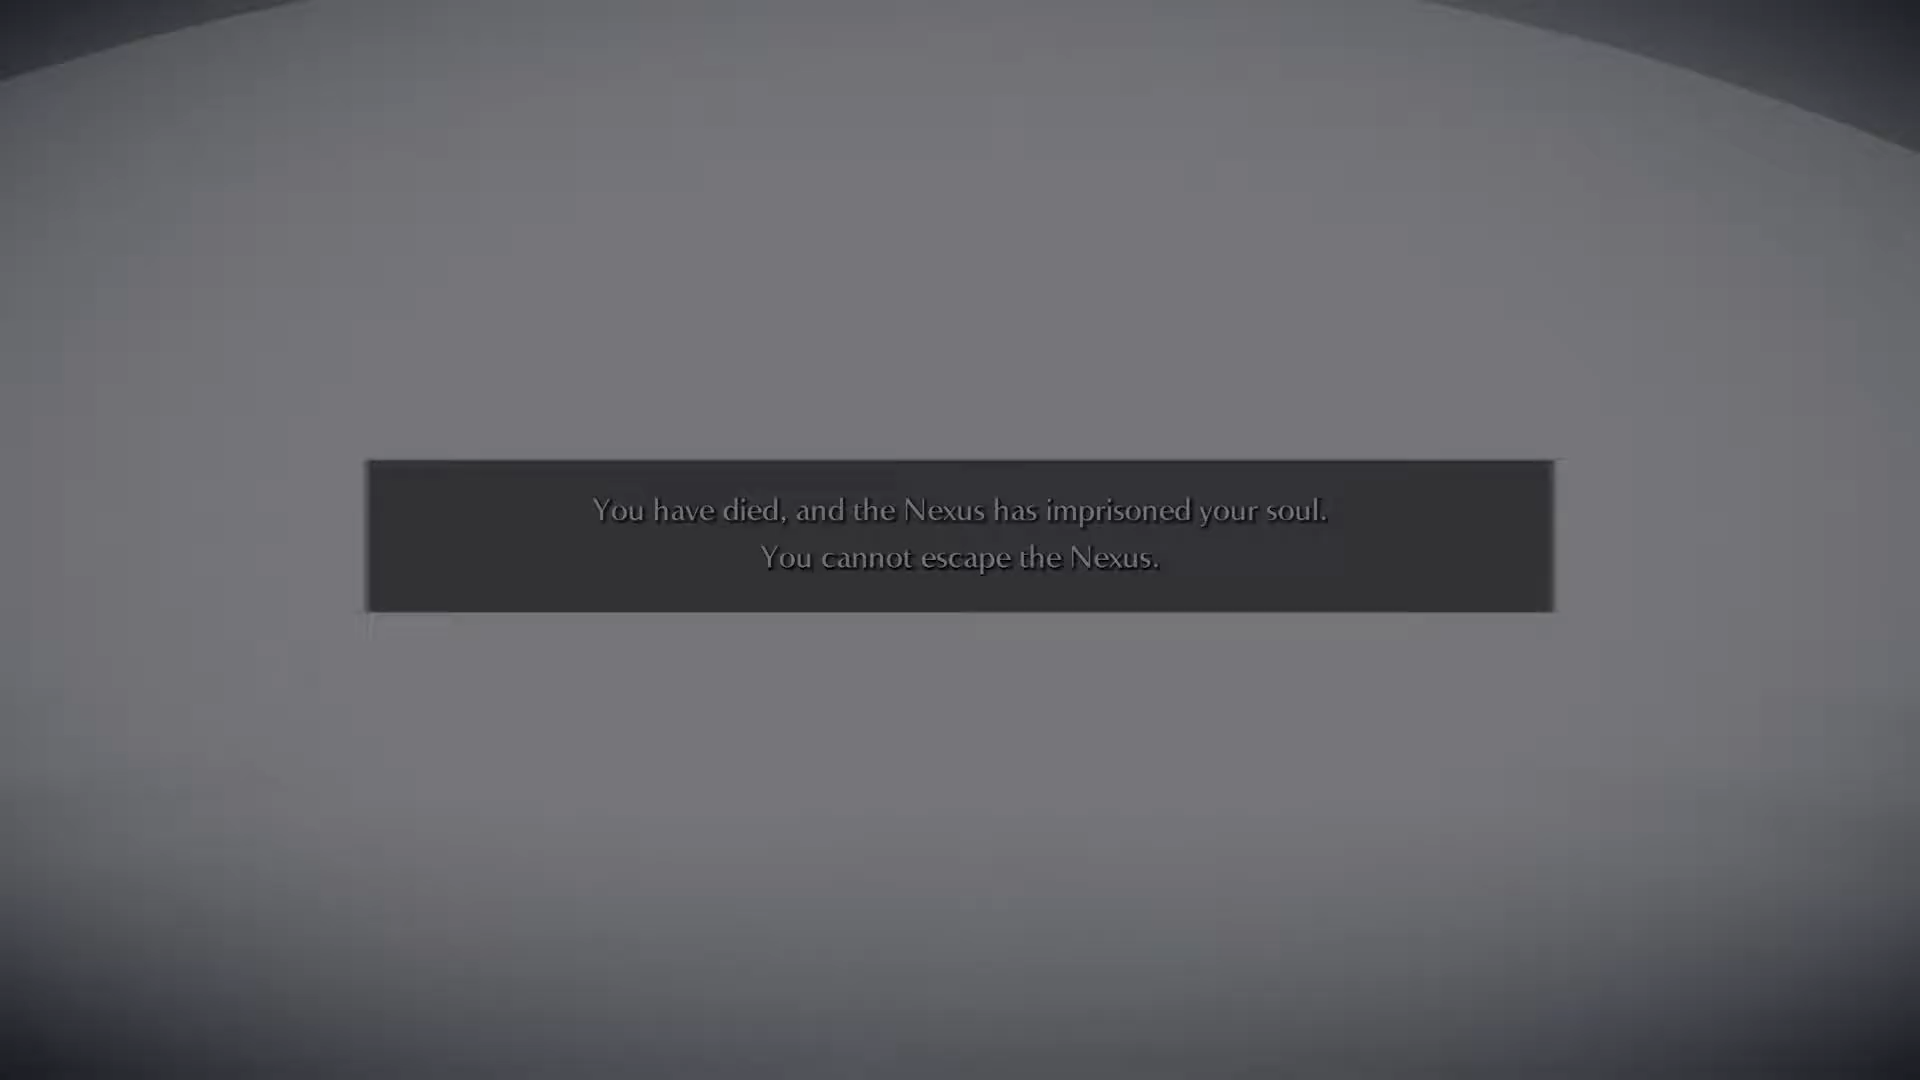 You have died, and the Nexus has imprisoned your soul.
You cannot escape the Nexus.